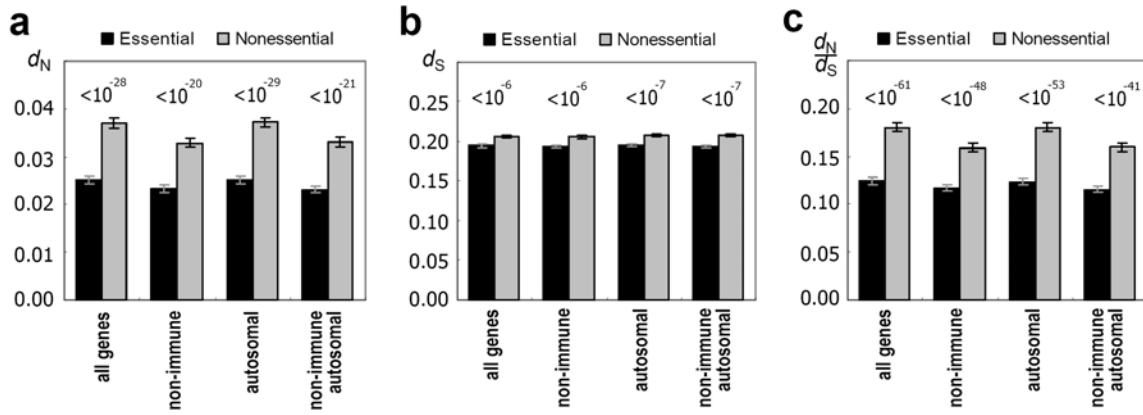 a
■ Essential ■ Nonessential
dN
<10-28 <10-20 <10-29 <10-21
0.04
0.03
0.02
0.01
0.00
all genes
non-immune
autosomal
non-immune
autosomal
b
■ Essential ■ Nonessential
dS
<10-6 <10-6 <10-7 <10-7
0.25
0.20
0.15
0.10
0.05
0.00
all genes
non-immune
autosomal
non-immune
autosomal
c
■ Essential ■ Nonessential
dN
dS
<10-61 <10-48 <10-53 <10-41
0.20
0.15
0.10
0.05
0.00
all genes
non-immune
autosomal
non-immune
autosomal